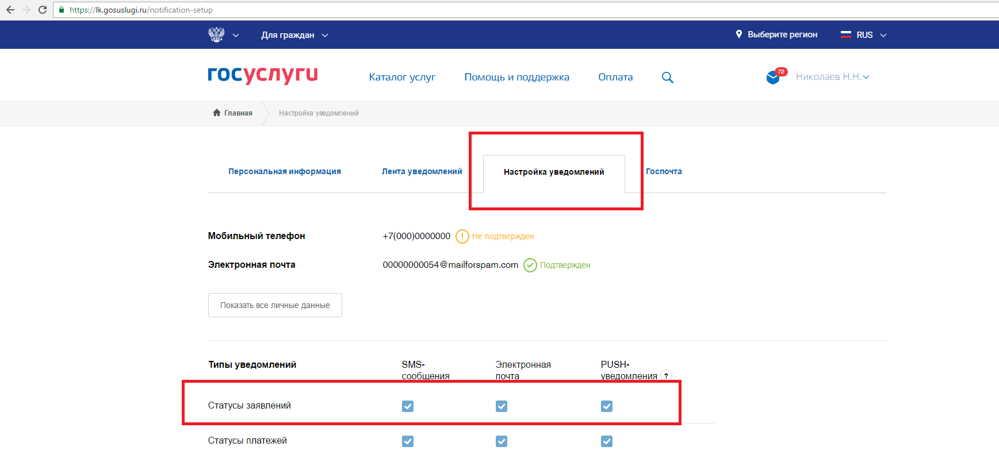 https://lk.gosuslugi.ru/notification-setup
Для граждан
Выберите регион
RUS
госуслуги
Каталог услуг
Помощь и поддержка
Оплата
72
Николаев Н.Н.
Главная
Настройка уведомлений
Персональная информация
Лента уведомлений
Настройка уведомлений
Госпочта
Мобильный телефон
+7(000)0000000
! Не подтвержден
Электронная почта
00000000054@mailforspam.com
Подтвержден
Показать все личные данные
Типы уведомлений
SMS-
сообщения
Электронная
почта
PUSH-
уведомления ?
Статусы заявлений
Статусы платежей